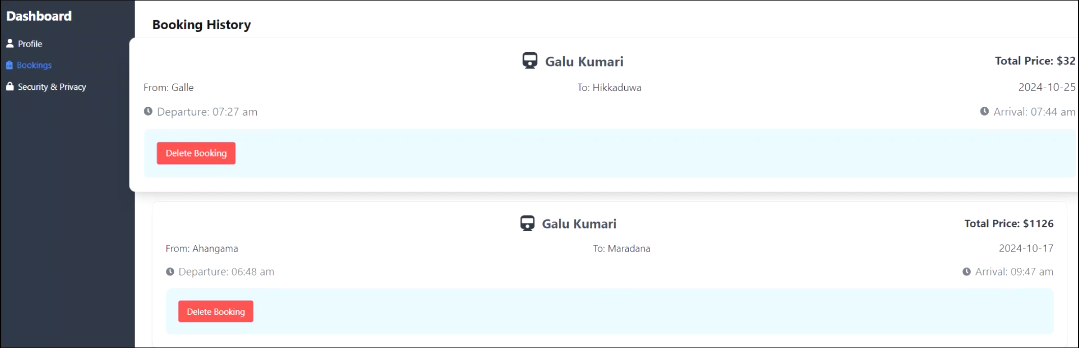 Dashboard
Profile
Bookings
Security & Privacy
Booking History
Galu Kumari
Total Price: $32
From: Galle
To: Hikkaduwa
2024-10-25
Departure: 07:27 am
Arrival: 07:44 am
Delete Booking
Galu Kumari
Total Price: $1126
From: Ahangama
To: Maradana
2024-10-17
Departure: 06:48 am
Arrival: 09:47 am
Delete Booking